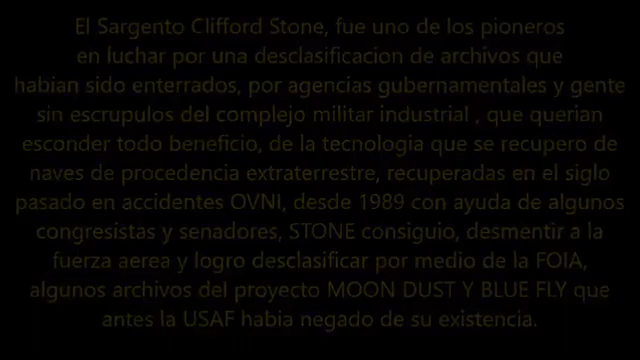 El Sargento Clifford Stone, fue uno de los pioneros
en luchar por una desclasificacion de archivos que
habian sido enterrados, por agencias gubernamentales y gente
sin escrupulos del complejo militar industrial , que querian
esconder todo beneficio, de la tecnologia que se recupero de
naves de procedencia extraterrestre, recuperadas en el siglo
pasado en accidentes OVNI, desde 1989 con ayuda de algunos
congresistas y senadores, STONE consiguio, desmentir a la
fuerza aerea y logro desclasificar por medio de la FOIA,
algunos archivos del proyecto MOON DUST Y BLUE FLY que
antes la USAF habia negado de su existencia.